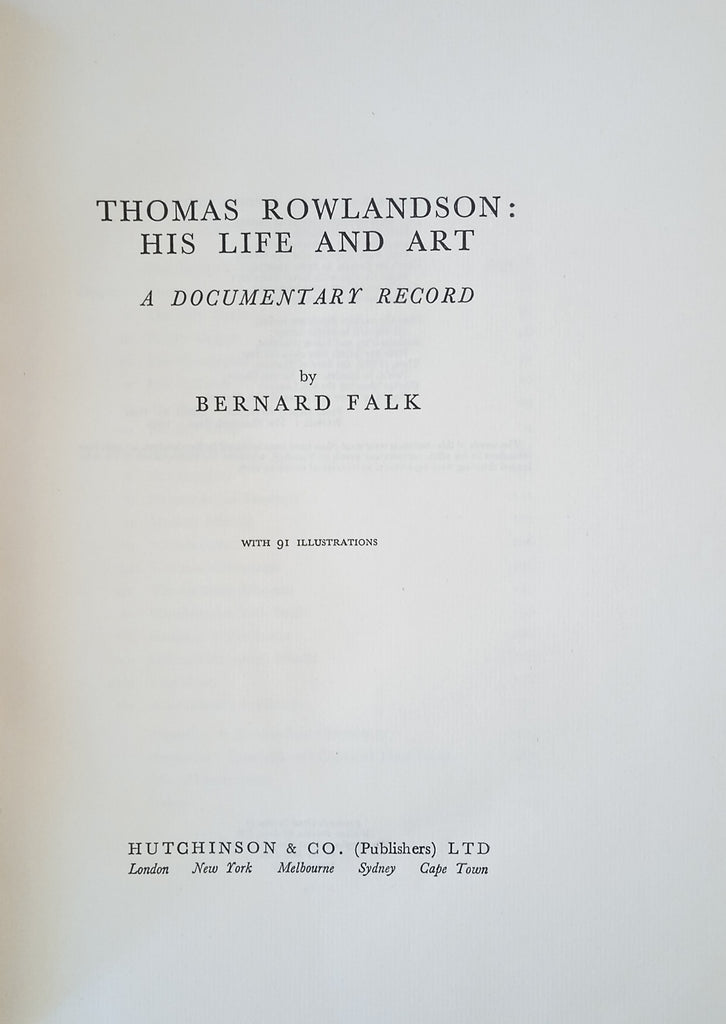 THOMAS ROWLANDSON:
HIS LIFE AND ART
A DOCUMENTARY RECORD
by
BERNARD FALK
WITH 91 ILLUSTRATIONS
HUTCHINSON & CO. (Publishers) LTD
London New York Melbourne Sydney Cape Town